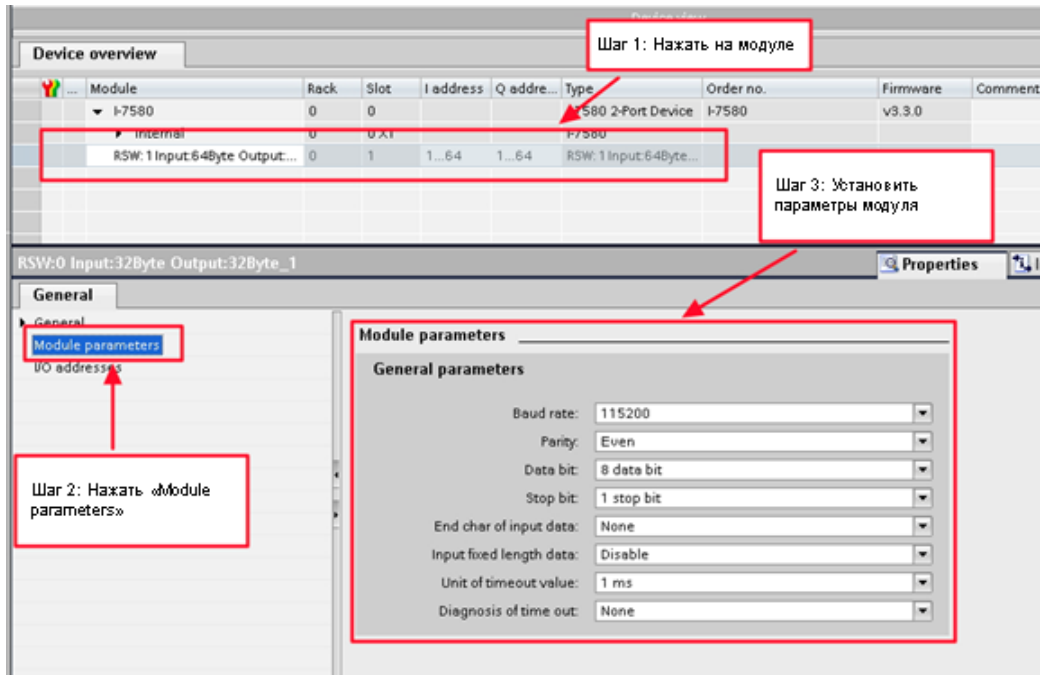 Device view
Шаг 1: Нажать на модуле
Device overview
... Module Rack Slot I address Q addre... Type Order no. Firmware Comment
I-7580 0 0 7580 2-Port Device I-7580 v3.3.0
Internal 0 0 X1 I-7580
RSW: 1 Input:64Byte Output:... 0 1 1...64 1...64 RSW: 1 Input:64Byte...
Шаг 3: Установить
параметры модуля
RSW:0 Input:32Byte Output:32Byte_1
Properties
General
General
Module parameters
I/O addresses
Шаг 2: Нажать «Module
parameters»
Module parameters
General parameters
Baud rate: 115200
Parity: Even
Data bit: 8 data bit
Stop bit: 1 stop bit
End char of input data: None
Input fixed length data: Disable
Unit of timeout value: 1 ms
Diagnosis of time out: None